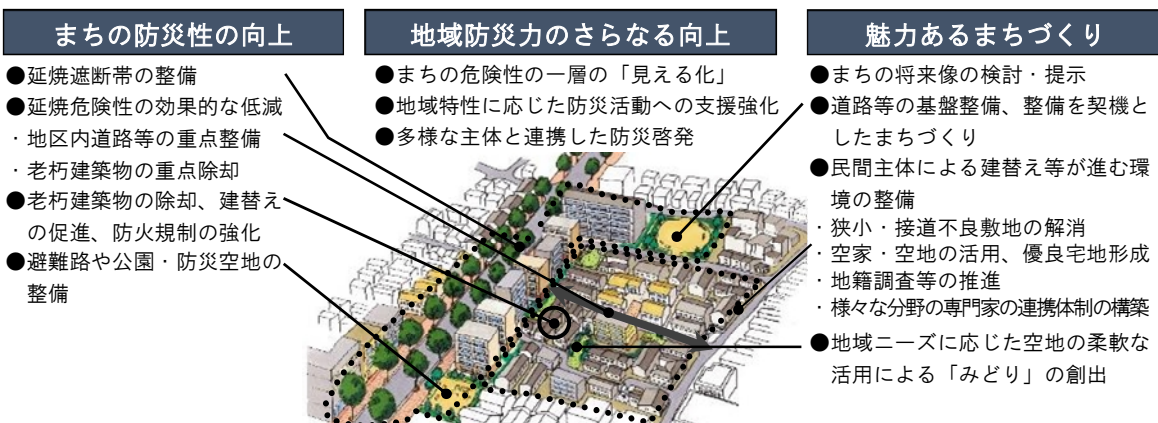 まちの防災性の向上
●延焼遮断帯の整備
●延焼危険性の効果的な低減
・地区内道路等の重点整備
・老朽建築物の重点除却
●老朽建築物の除却、建替え
の促進、防火規制の強化
●避難路や公園・防災空地の
整備
地域防災力のさらなる向上
●まちの危険性の一層の「見える化」
●地域特性に応じた防災活動への支援強化
●多様な主体と連携した防災啓発
魅力あるまちづくり
●まちの将来像の検討・提示
●道路等の基盤整備、整備を契機と
したまちづくり
●民間主体による建替え等が進む環
境の整備
・狭小・接道不良敷地の解消
・空家・空地の活用、優良宅地形成
・地籍調査等の推進
・様々な分野の専門家の連携体制の構築
●地域ニーズに応じた空地の柔軟な
活用による「みどり」の創出